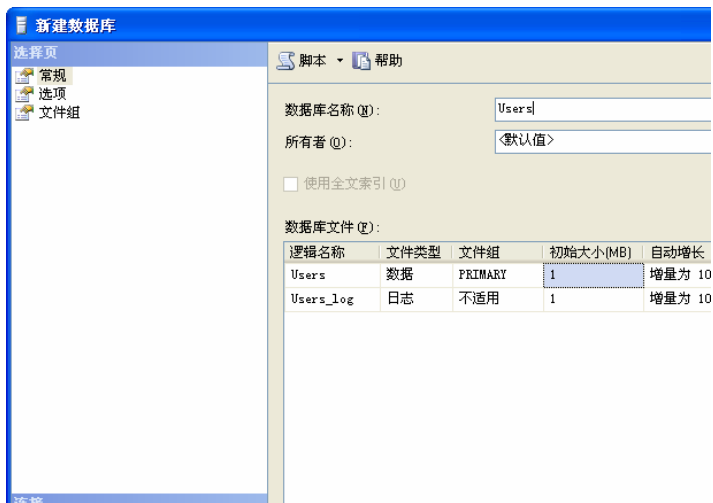 新建数据库
选择页
常规
选项
文件组
脚本 帮助
数据库名称(N): Users
所有者(O): <默认值>
使用全文索引(U)
数据库文件(F):
逻辑名称 文件类型 文件组 初始大小(MB) 自动增长
Users 数据 PRIMARY 1 增量为 10
Users_log 日志 不适用 1 增量为 10
连接